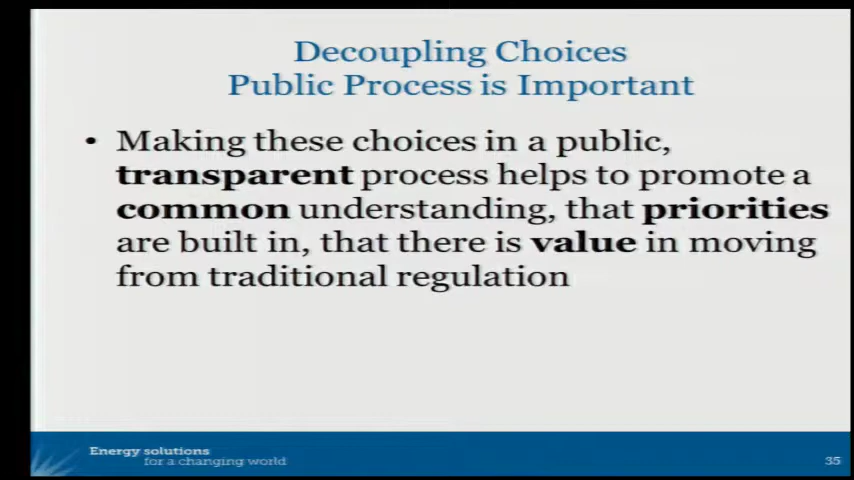 Decoupling Choices
Public Process is Important
• Making these choices in a public,
transparent process helps to promote a
common understanding, that priorities
are built in, that there is value in moving
from traditional regulation
Energy solutions
for a changing world
35